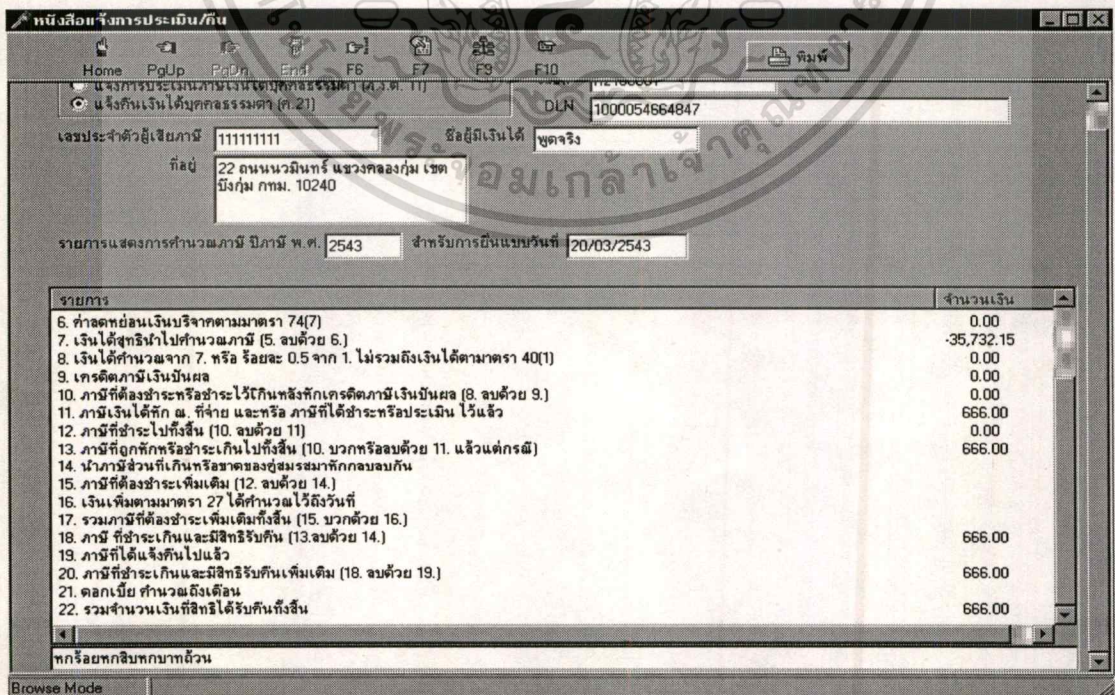 หนังสือแจ้งการประเมิน/คืน
Home PgUp PgDn End F6 F7 F9 F10 พิมพ์
แจ้งการประเมินภาษีเงินได้บุคคลธรรมดา (ภ.ง.ด. 11)
แจ้งคืนเงินได้บุคคลธรรมดา (ค.21) DLN 1000054664847
เลขประจำตัวผู้เสียภาษี 111111111 ชื่อผู้มีเงินได้ พูดจริง
ที่อยู่ 22 ถนนนวมินทร์ แขวงคลองกุ่ม เขต
บึงกุ่ม กทม. 10240
รายการแสดงการคำนวณภาษี ปีภาษี พ.ศ. 2543 สำหรับการยื่นแบบวันที่ 20/03/2543
รายการ จำนวนเงิน
6. ค่าลดหย่อนเงินบริจาคตามมาตรา 74(7) 0.00
7. เงินได้สุทธินำไปคำนวณภาษี (5. ลบด้วย 6.) -35,732.15
8. เงินได้คำนวณจาก 7. หรือ ร้อยละ 0.5 จาก 1. ไม่รวมถึงเงินได้ตามาตรา 40(1) 0.00
9. เครดิตภาษีเงินปันผล 0.00
10. ภาษีที่ต้องชำระหรือชำระไว้เกินหลังหักเครดิตภาษีเงินปันผล (8. ลบด้วย 9.) 0.00
11. ภาษีเงินได้หัก ณ. ที่จ่าย และหรือ ภาษีที่ได้ชำระหรือประเมิน ไว้แล้ว 666.00
12. ภาษีที่ชำระไปทั้งสิ้น (10. ลบด้วย 11) 0.00
13. ภาษีที่ถูกหักหรือชำระเกินไปทั้งสิ้น (10. บวกหรือลบด้วย 11. แล้วแต่กรณี) 666.00
14. นำภาษีส่วนที่เกินหรือขาดของคู่สมรสมาหักกลบลบกัน
15. ภาษีที่ต้องชำระเพิ่มเติม (12. ลบด้วย 14.)
16. เงินเพิ่มตามมาตรา 27 ได้คำนวณไว้ถึงวันที่
17. รวมภาษีที่ต้องชำระเพิ่มเติมทั้งสิ้น (15. บวกด้วย 16.)
18. ภาษี ที่ชำระเกินและมีสิทธิรับคืน (13.ลบด้วย 14.) 666.00
19. ภาษีที่ได้แจ้งคืนไปแล้ว
20. ภาษีที่ชำระเกินและมีสิทธิรับคืนเพิ่มเติม (18. ลบด้วย 19.) 666.00
21. ดอกเบี้ย คำนวณถึงเดือน
22. รวมจำนวนเงินที่สิทธิได้รับคืนทั้งสิ้น 666.00
หกร้อยหกสิบหกบาทถ้วน
Browse Mode